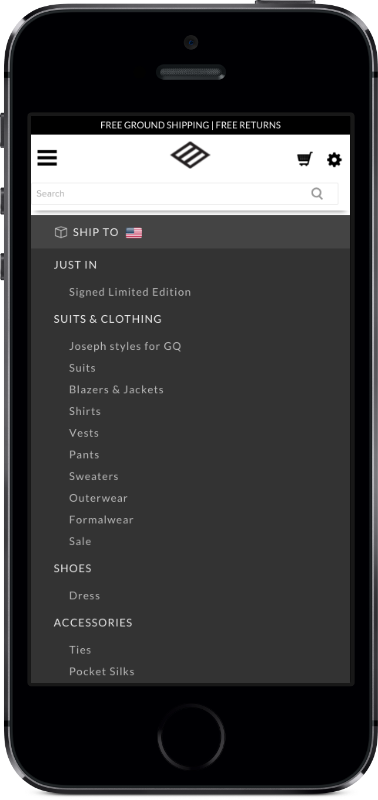 FREE GROUND SHIPPING | FREE RETURNS
Search
SHIP TO
JUST IN
Signed Limited Edition
SUITS & CLOTHING
Joseph styles for GQ
Suits
Blazers & Jackets
Shirts
Vests
Pants
Sweaters
Outerwear
Formalwear
Sale
SHOES
Dress
ACCESSORIES
Ties
Pocket Silks